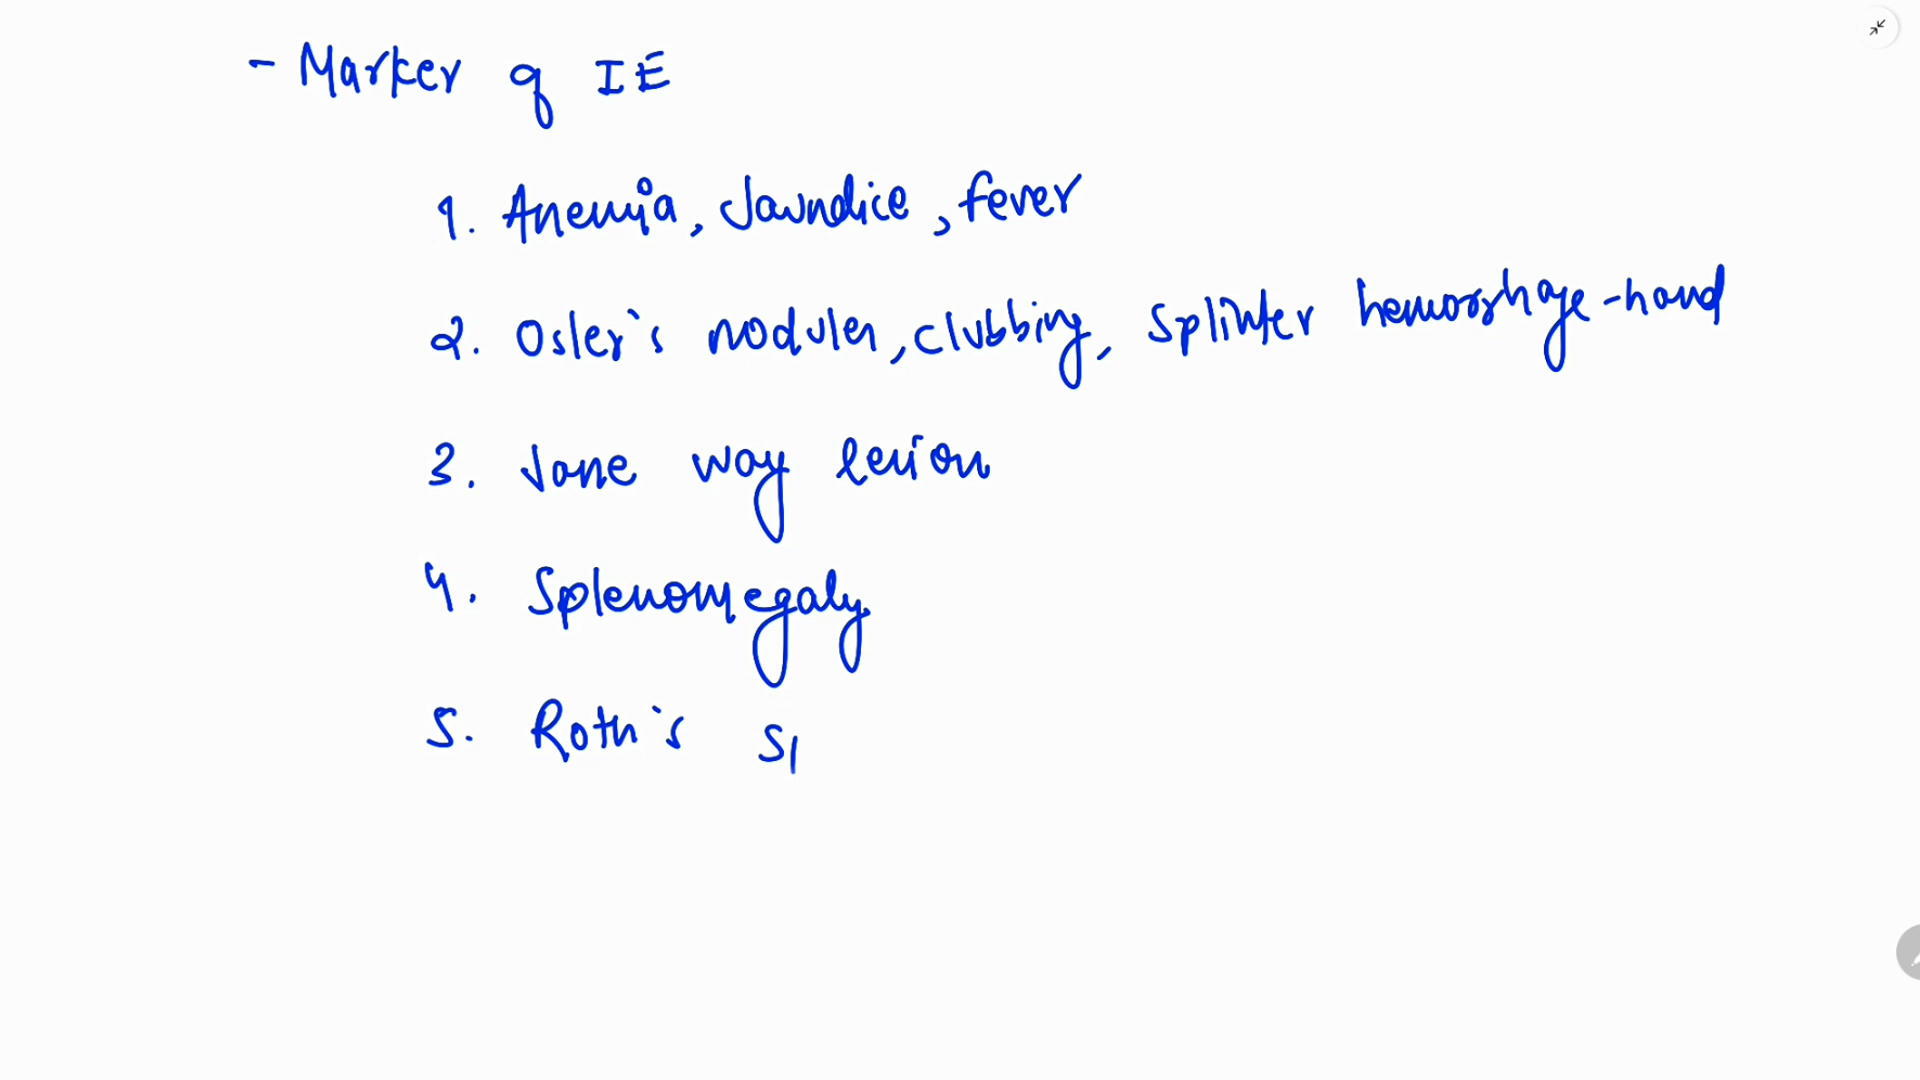 - Marker of IE
1. Anemia, Jaundice, fever
2. Osler's nodules, clubbing, splinter hemorrhage - hand
3. Jane way lesion
4. Splenomegaly
5. Roth's sp